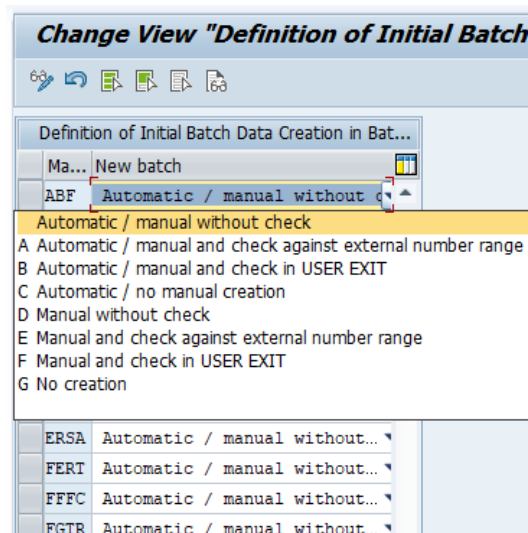 Change View "Definition of Initial Batch
Definition of Initial Batch Data Creation in Bat...
Ma... New batch
ABF Automatic / manual without
Automatic / manual without check
A Automatic / manual and check against external number range
B Automatic / manual and check in USER EXIT
C Automatic / no manual creation
D Manual without check
E Manual and check against external number range
F Manual and check in USER EXIT
G No creation
ERSA Automatic / manual without...
FERT Automatic / manual without...
FFFC Automatic / manual without...
FGTR Automatic / manual without...